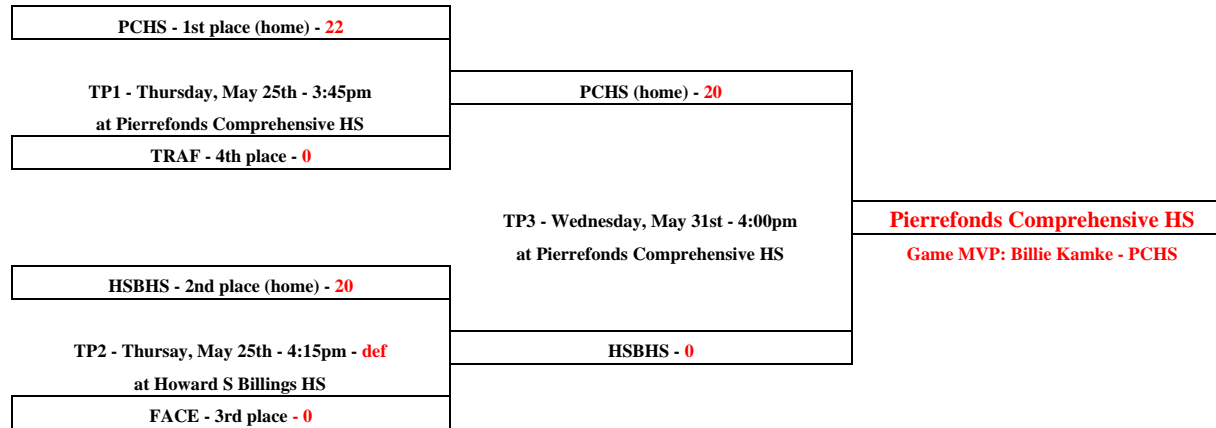 PCHS - 1st place (home) - 22
TP1 - Thursday, May 25th - 3:45pm
at Pierrefonds Comprehensive HS
TRAF - 4th place - 0
HSBHS - 2nd place (home) - 20
TP2 - Thursay, May 25th - 4:15pm - def
at Howard S Billings HS
FACE - 3rd place - 0
PCHS (home) - 20
TP3 - Wednesday, May 31st - 4:00pm
at Pierrefonds Comprehensive HS
HSBHS - 0
Pierrefonds Comprehensive HS
Game MVP: Billie Kamke - PCHS